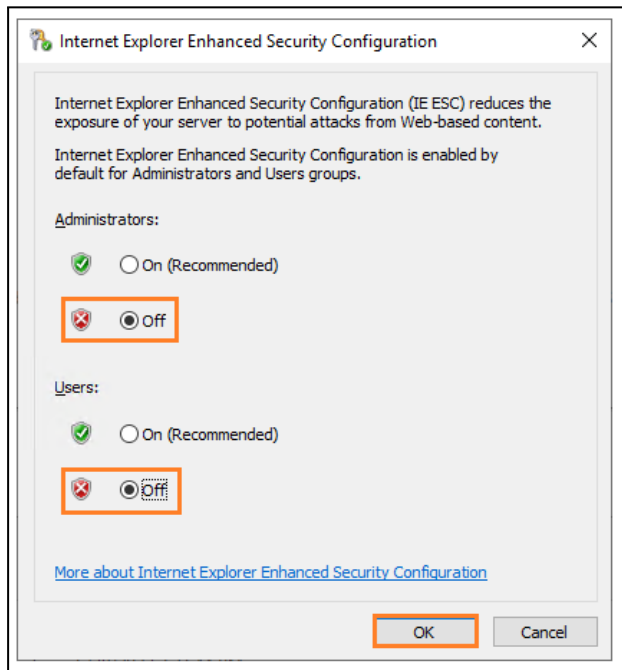 Internet Explorer Enhanced Security Configuration
Internet Explorer Enhanced Security Configuration (IE ESC) reduces the
exposure of your server to potential attacks from Web-based content.
Internet Explorer Enhanced Security Configuration is enabled by
default for Administrators and Users groups.
Administrators:
On (Recommended)
Off
Users:
On (Recommended)
Off
More about Internet Explorer Enhanced Security Configuration
OK
Cancel